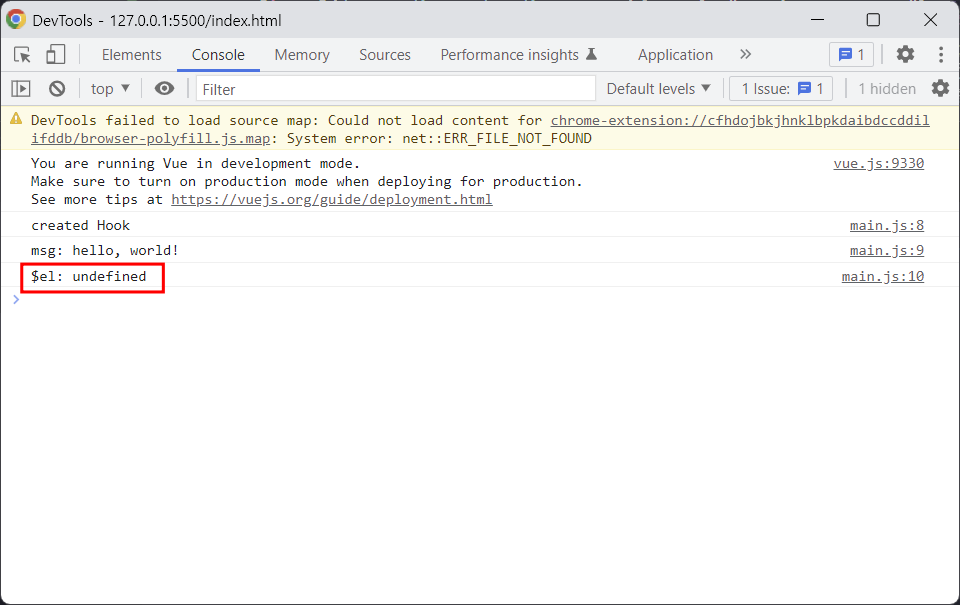 DevTools - 127.0.0.1:5500/index.html
Elements Console Memory Sources Performance insights Application » 1
top ▼ Filter Default levels ▼ 1 Issue: 1 1 hidden
DevTools failed to load source map: Could not load content for chrome-extension://cfhdojbkjhnklbpkdaibdccddil
ifddb/browser-polyfill.js.map: System error: net::ERR_FILE_NOT_FOUND
You are running Vue in development mode. vue.js:9330
Make sure to turn on production mode when deploying for production.
See more tips at https://vuejs.org/guide/deployment.html
created Hook main.js:8
msg: hello, world! main.js:9
$el: undefined main.js:10